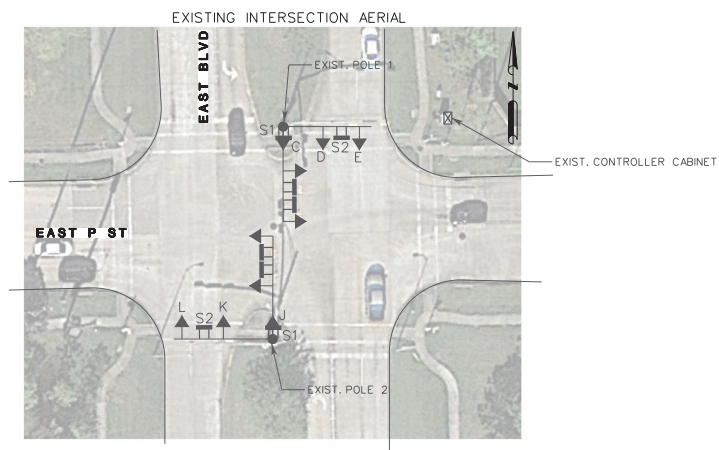 EXISTING INTERSECTION AERIAL
EAST BLVD
EXIST. POLE 1
S1
C
D
S2
E
X
EXIST. CONTROLLER CABINET
EAST P ST
L
S2
K
J
S1
EXIST. POLE 2